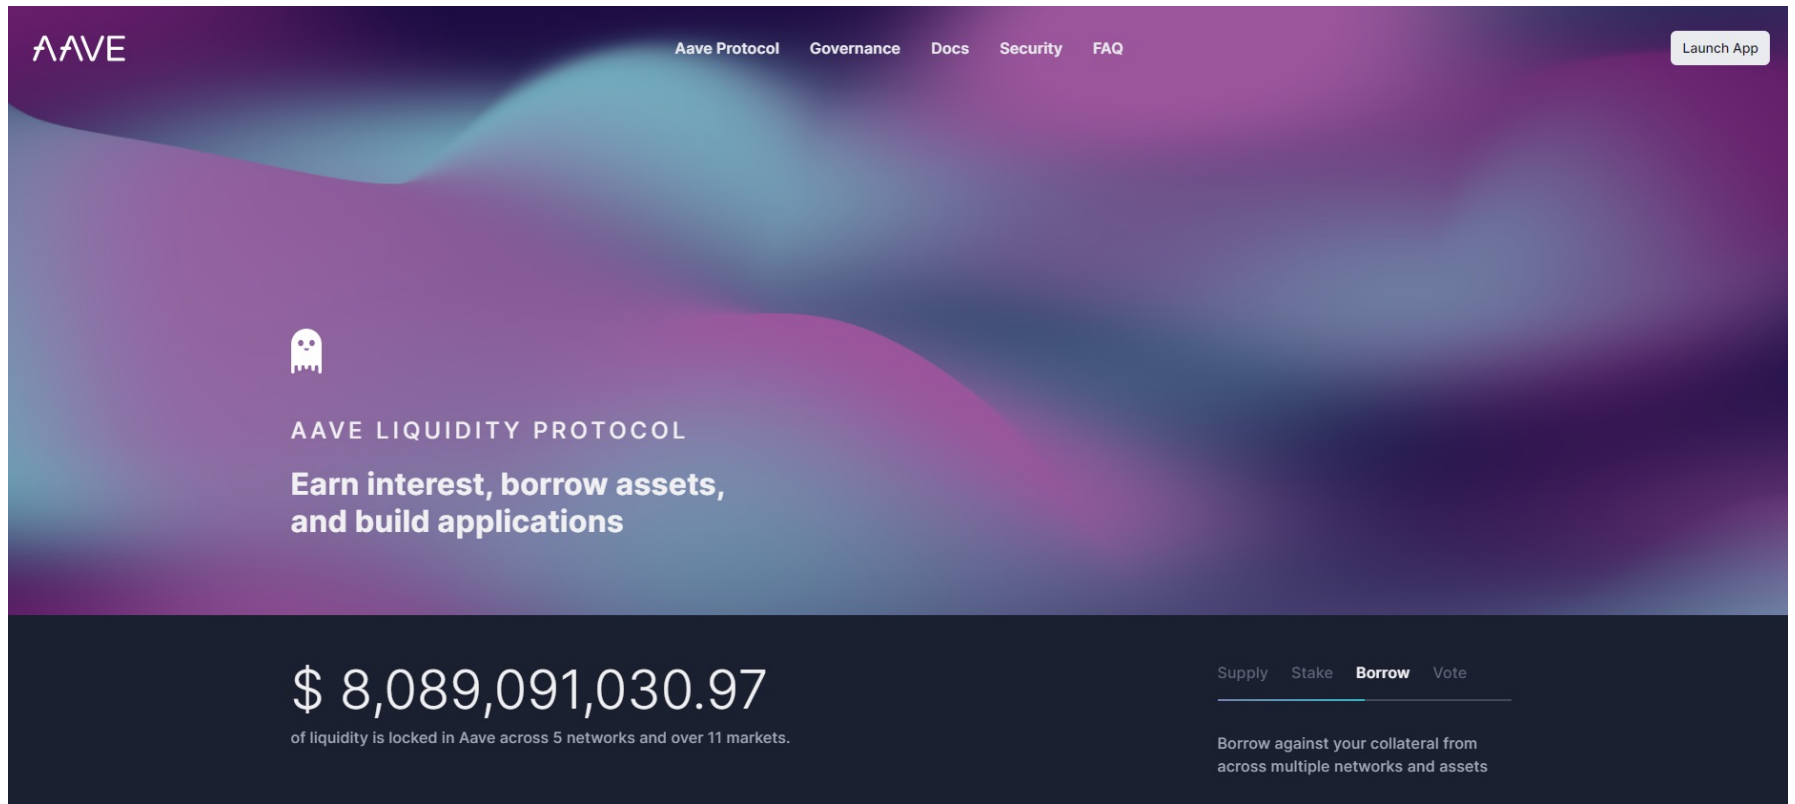 AAVE
Aave Protocol Governance Docs Security FAQ
Launch App
AAVE LIQUIDITY PROTOCOL
Earn interest, borrow assets,
and build applications
$ 8,089,091,030.97
of liquidity is locked in Aave across 5 networks and over 11 markets.
Supply Stake Borrow Vote
Borrow against your collateral from
across multiple networks and assets